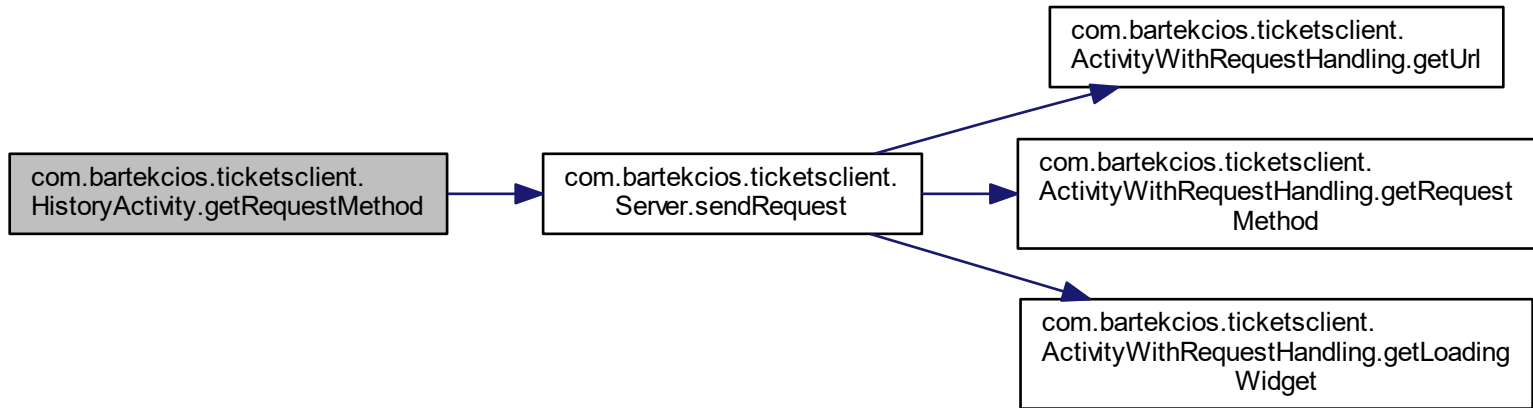 com.bartekcios.ticketsclient.
HistoryActivity.getRequestMethod
com.bartekcios.ticketsclient.
Server.sendRequest
com.bartekcios.ticketsclient.
ActivityWithRequestHandling.getUrl
com.bartekcios.ticketsclient.
ActivityWithRequestHandling.getRequest
Method
com.bartekcios.ticketsclient.
ActivityWithRequestHandling.getLoading
Widget